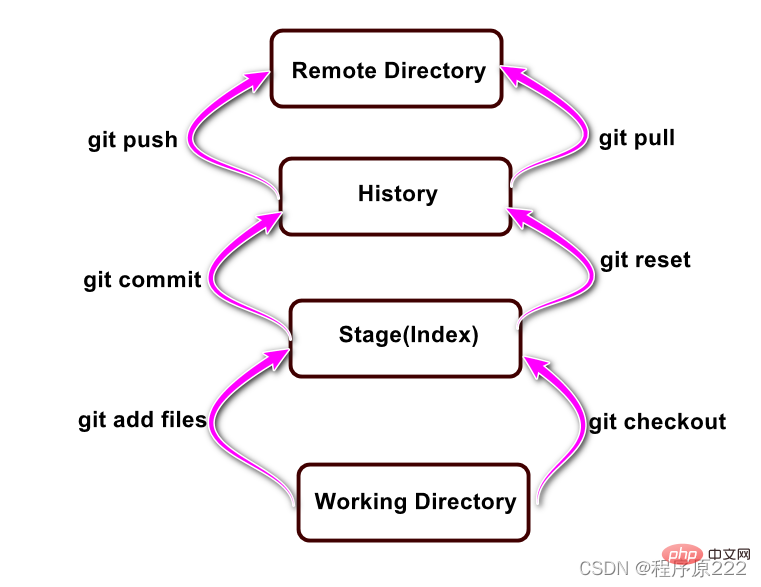 Remote Directory
git push
git pull
History
git reset
git commit
Stage(Index)
git add files
git checkout
Working Directory
php 中文网
CSDN @程序原222